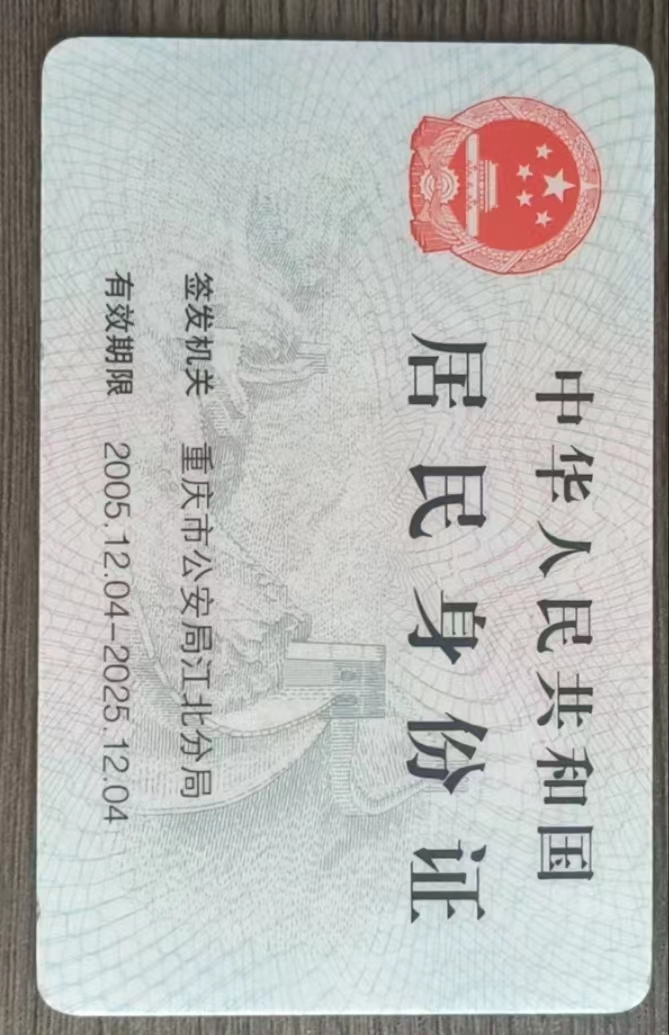 中华人民共和国
居民身份证
签发机关 重庆市公安局江北分局
有效期限 2005.12.04-2025.12.04